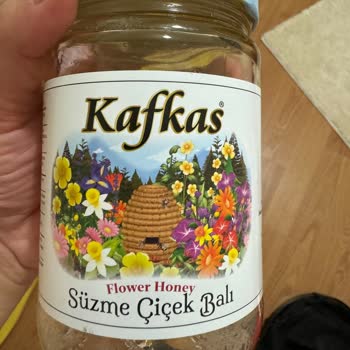 Kafkas®
Flower Honey
Süzme Çiçek Balı